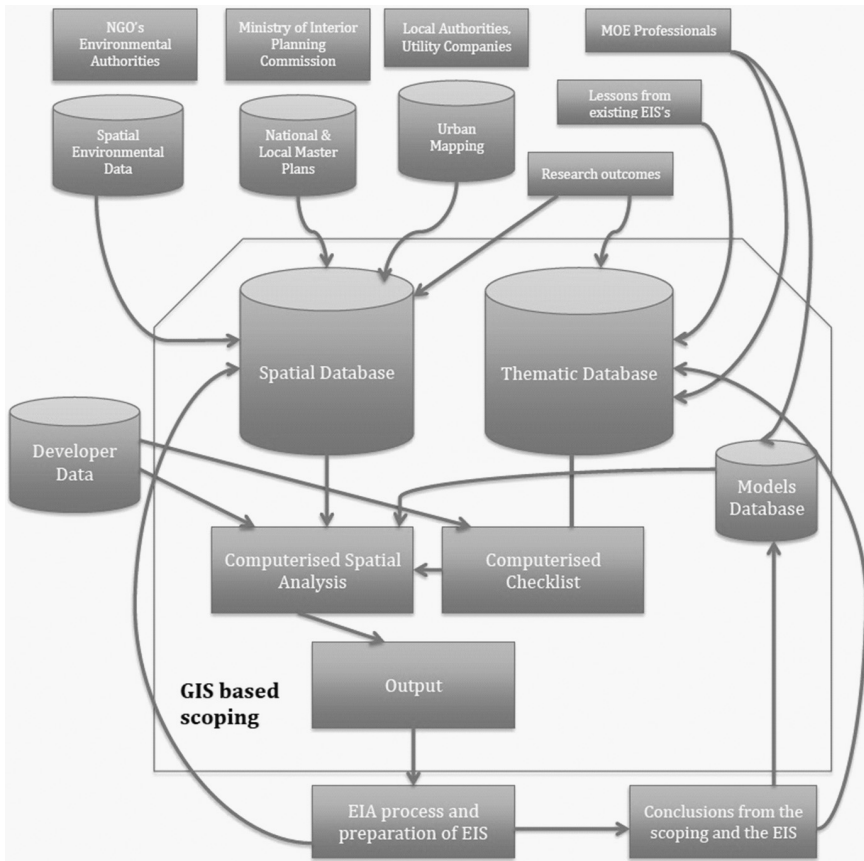 NGO's
Environmental
Authorities
Ministry of Interior
Planning
Commission
Local Authorities,
Utility Companies
MOE Professionals
Lessons from
existing EIS's
Spatial
Environmental
Data
National &
Local Master
Plans
Urban
Mapping
Research outcomes
Spatial Database
Thematic Database
Developer
Data
Models
Database
Computerised Spatial
Analysis
Computerised
Checklist
Output
GIS based
scoping
EIA process and
preparation of EIS
Conclusions from the
scoping and the EIS